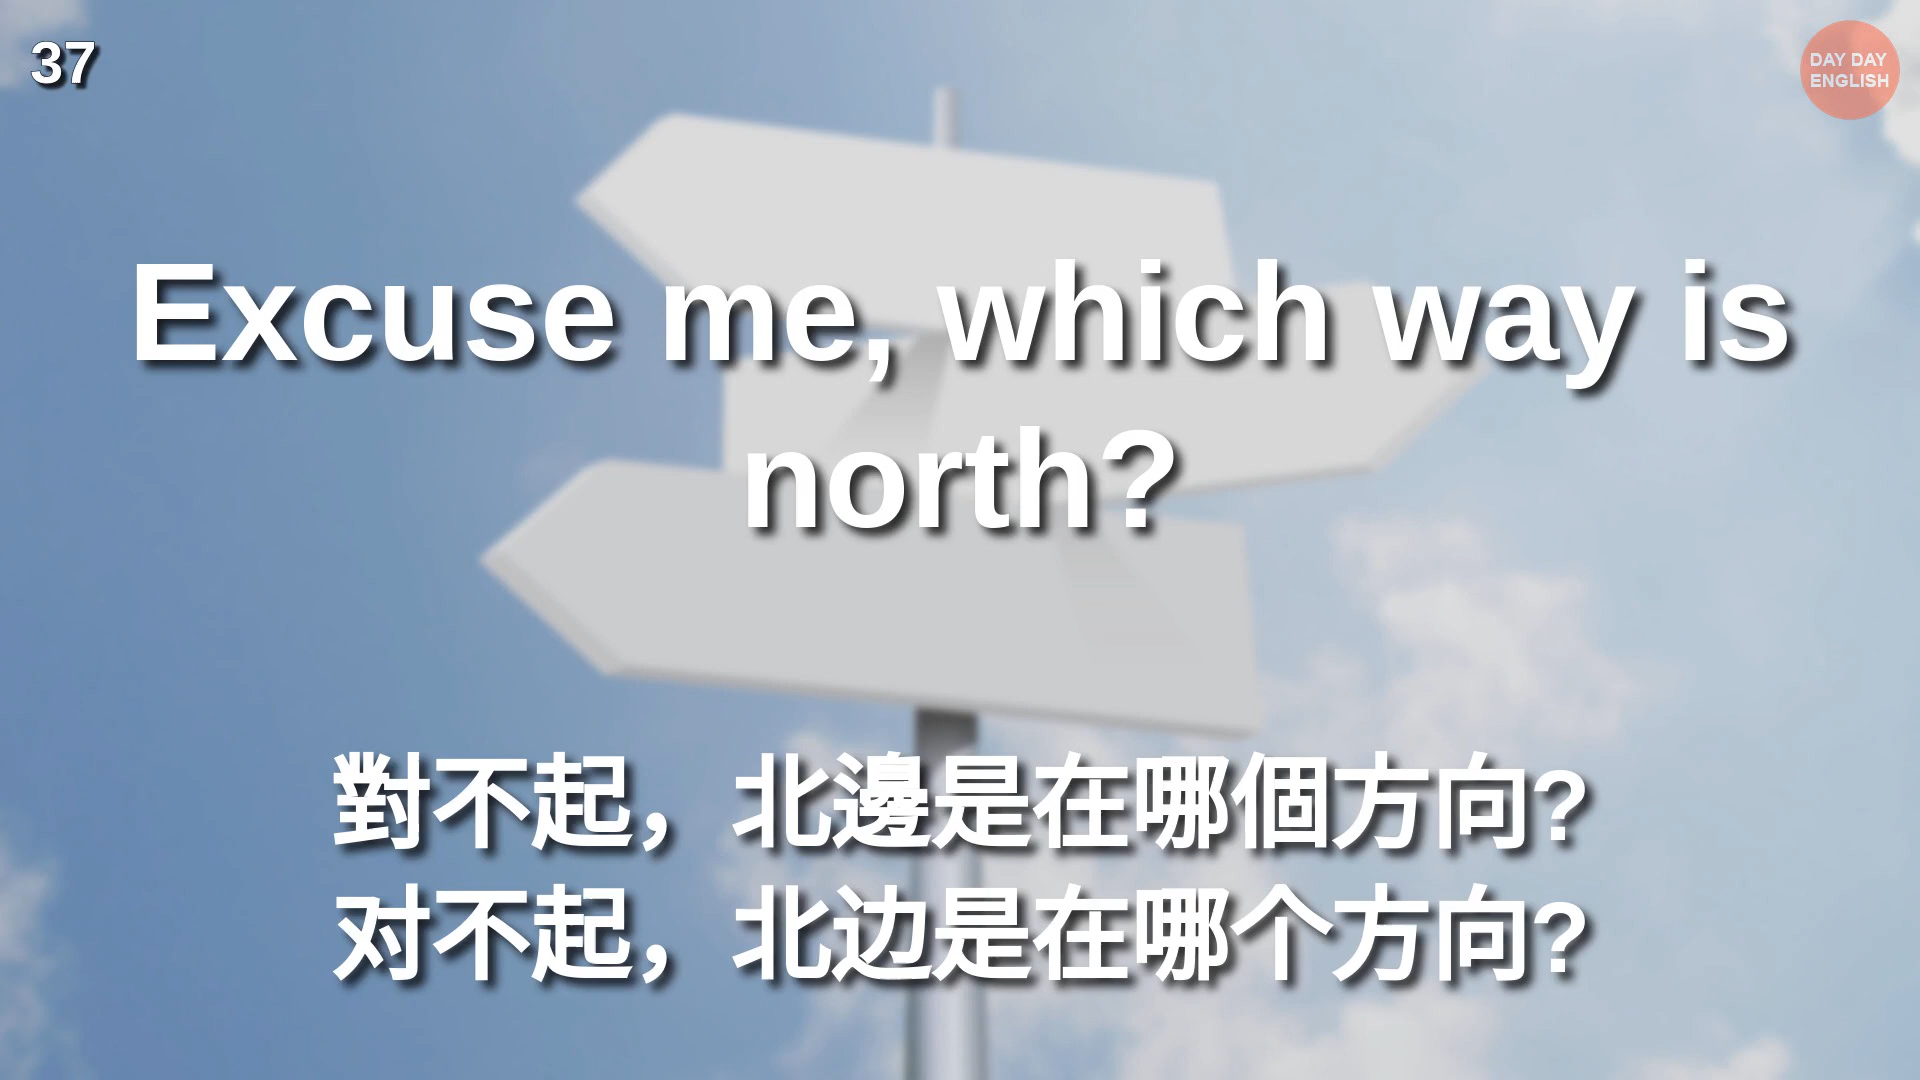 37
DAY DAY
ENGLISH
Excuse me, which way is
north?
對不起，北邊是在哪個方向?
对不起，北边是在哪个方向?